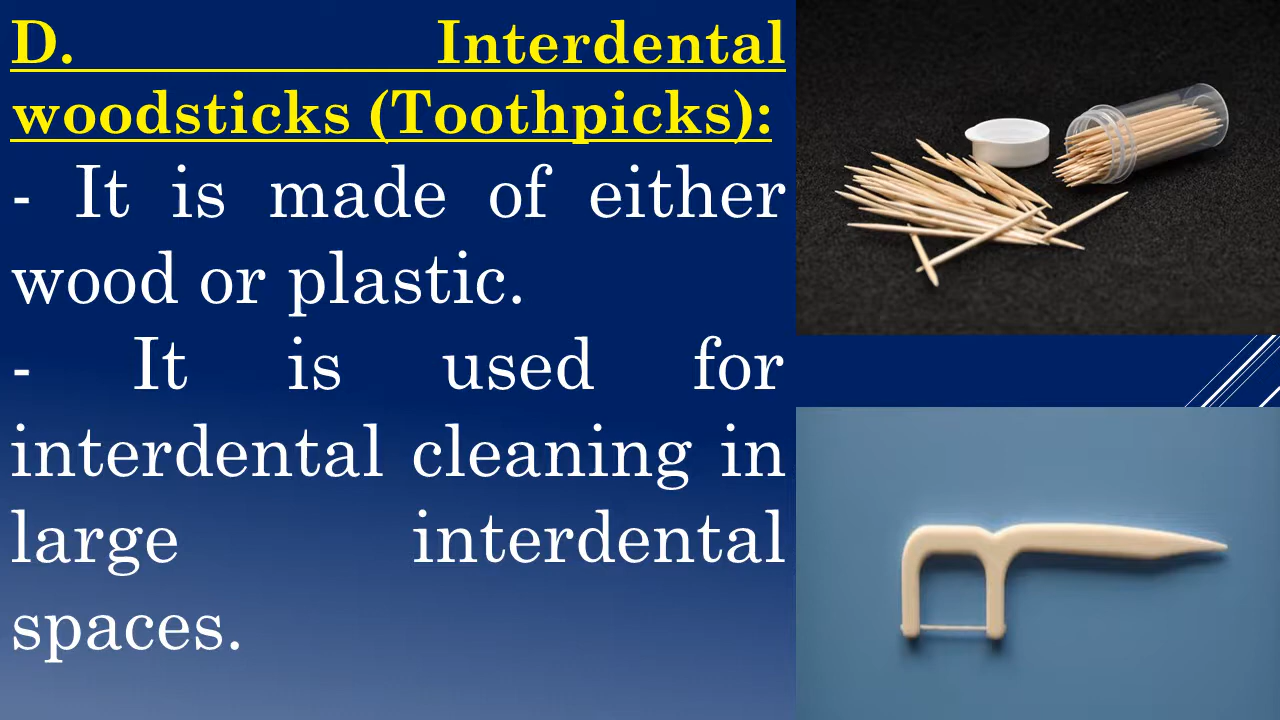 D. Interdental
woodsticks (Toothpicks):
- It is made of either
wood or plastic.
- It is used for
interdental cleaning in
large interdental
spaces.